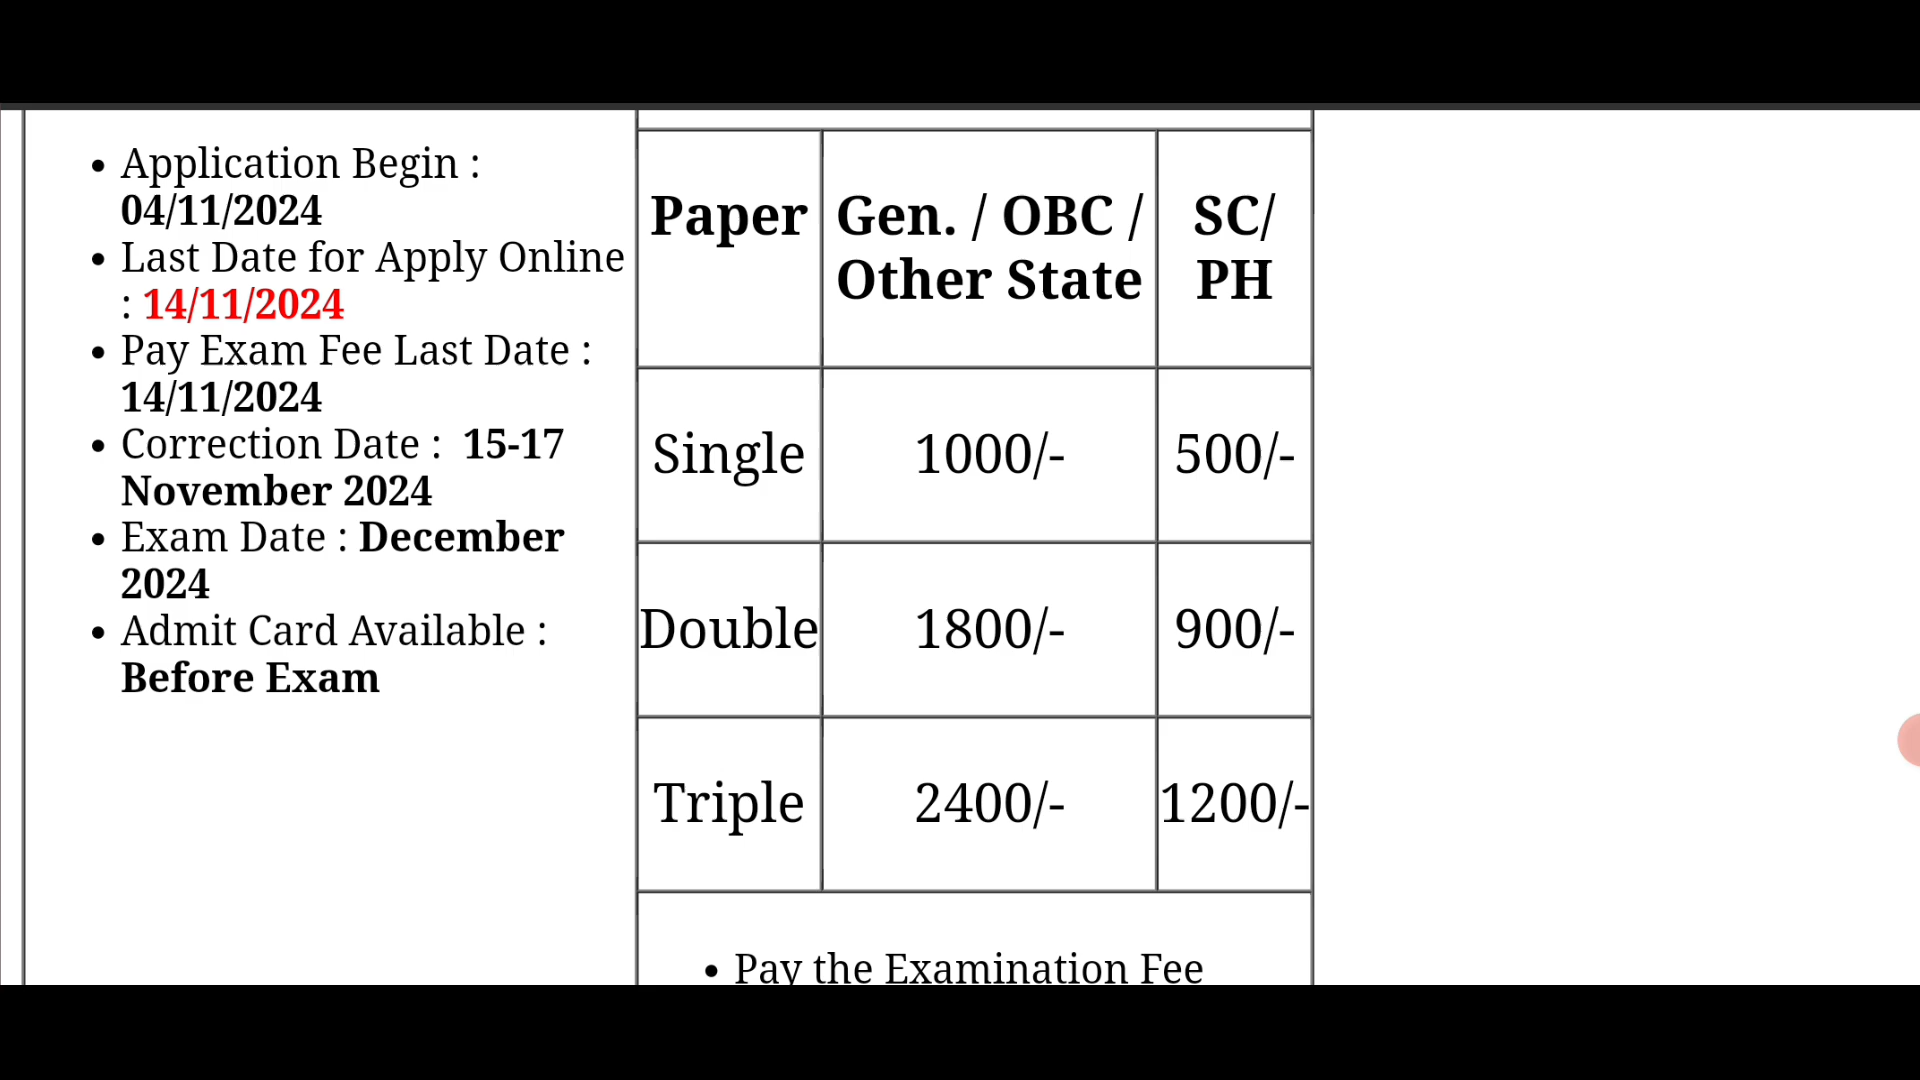 Application Begin :
04/11/2024
Last Date for Apply Online
: 14/11/2024
Pay Exam Fee Last Date :
14/11/2024
Correction Date : 15-17
November 2024
Exam Date : December
2024
Admit Card Available :
Before Exam
Paper Gen. / OBC / SC/
Other State PH
Single 1000/- 500/-
Double 1800/- 900/-
Triple 2400/- 1200/-
Pay the Examination Fee